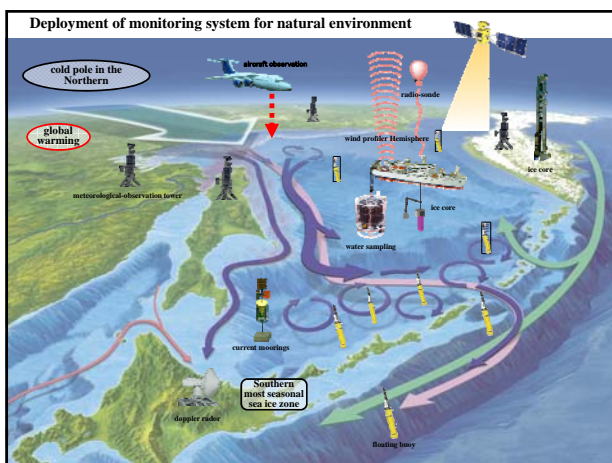 Deployment of monitoring system for natural environment
cold pole in the
Northern
aircraft observation
radio-sonde
global
warming
wind profiler Hemisphere
ice core
meteorological-observation tower
ice core
water sampling
current moorings
Southern
most seasonal
sea ice zone
doppler rador
floating buoy